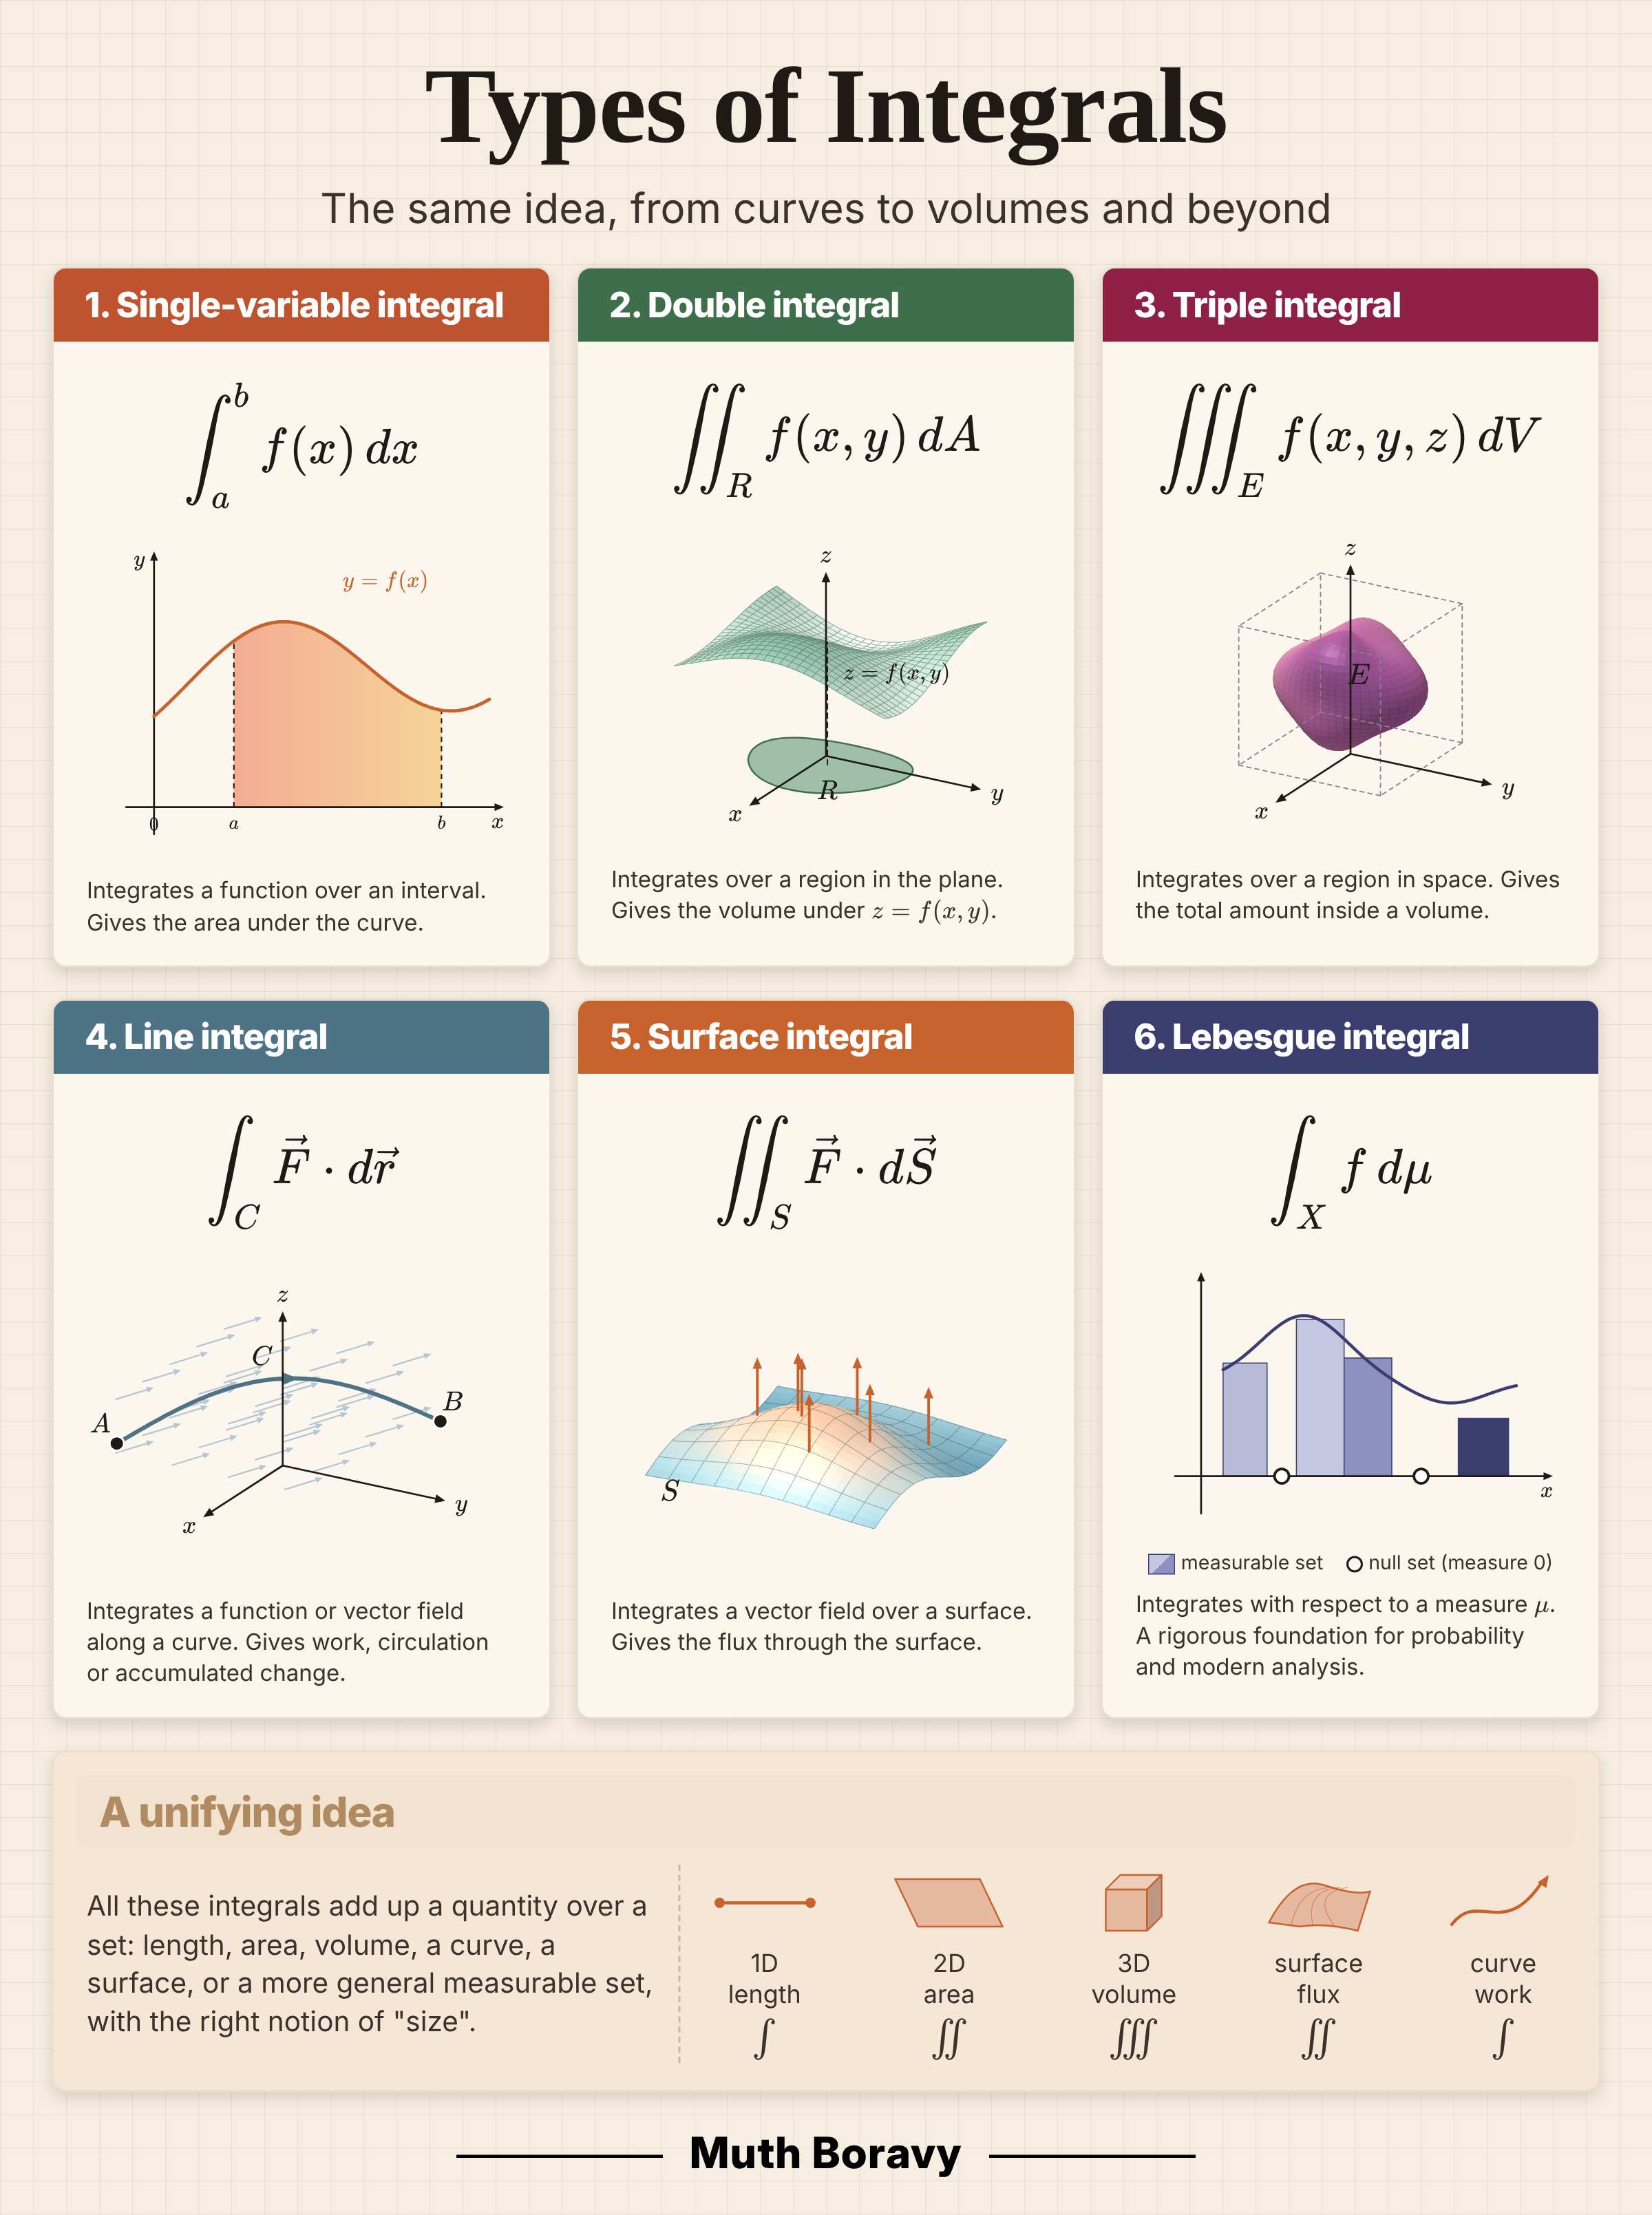 Types of Integrals
The same idea, from curves to volumes and beyond
1. Single-variable integral
∫_a^b f(x) dx
y
y = f(x)
0
a
b
x
Integrates a function over an interval.
Gives the area under the curve.
2. Double integral
∬_R f(x, y) dA
z
z = f(x, y)
R
x
y
Integrates over a region in the plane.
Gives the volume under z = f(x, y).
3. Triple integral
∭_E f(x, y, z) dV
z
E
x
y
Integrates over a region in space. Gives
the total amount inside a volume.
4. Line integral
∫_C F⃗ · dr⃗
z
C
A
B
x
y
Integrates a function or vector field
along a curve. Gives work, circulation
or accumulated change.
5. Surface integral
∬_S F⃗ · dS⃗
S
Integrates a vector field over a surface.
Gives the flux through the surface.
6. Lebesgue integral
∫_X f dμ
x
measurable set
null set (measure 0)
Integrates with respect to a measure μ.
A rigorous foundation for probability
and modern analysis.
A unifying idea
All these integrals add up a quantity over a
set: length, area, volume, a curve, a
surface, or a more general measurable set,
with the right notion of "size".
1D
length
∫
2D
area
∬
3D
volume
∭
surface
flux
∬
curve
work
∫
Muth Boravy